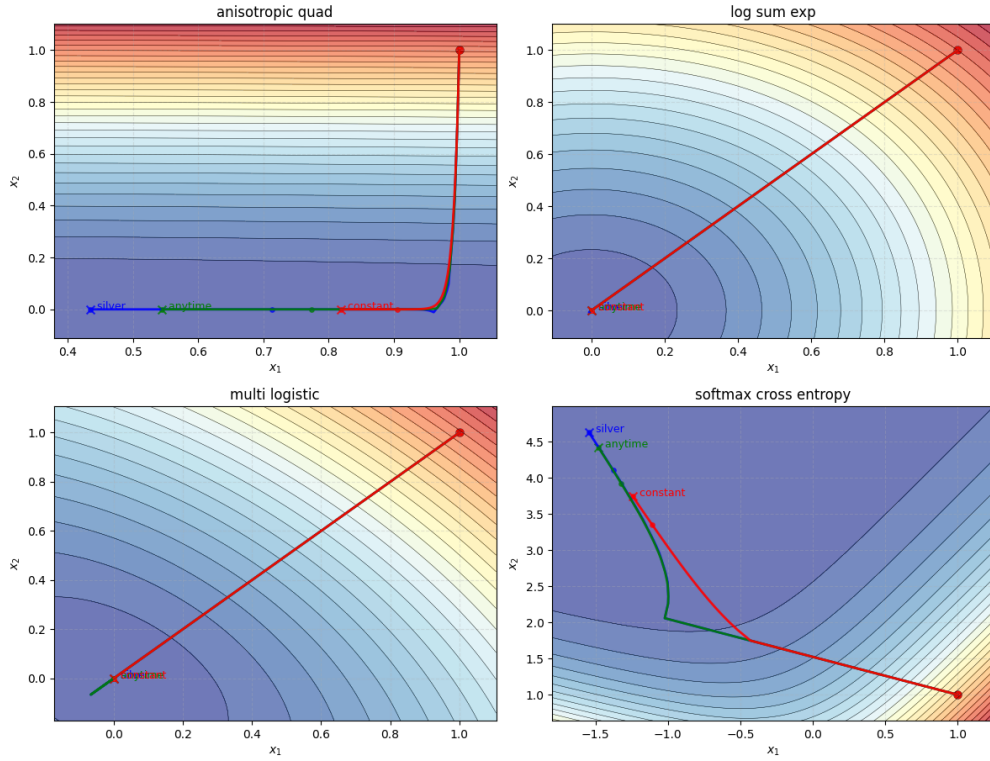 anisotropic quad
1.0
0.8
0.6
0.4
0.2
0.0
x₂
silver
anytime
constant
0.4 0.5 0.6 0.7 0.8 0.9 1.0
x₁
log sum exp
1.0
0.8
0.6
0.4
0.2
0.0
x₂
0.0 0.2 0.4 0.6 0.8 1.0
x₁
multi logistic
1.0
0.8
0.6
0.4
0.2
0.0
x₂
0.0 0.2 0.4 0.6 0.8 1.0
x₁
softmax cross entropy
4.5
4.0
3.5
3.0
2.5
2.0
1.5
1.0
x₂
silver
anytime
constant
−1.5 −1.0 −0.5 0.0 0.5 1.0
x₁